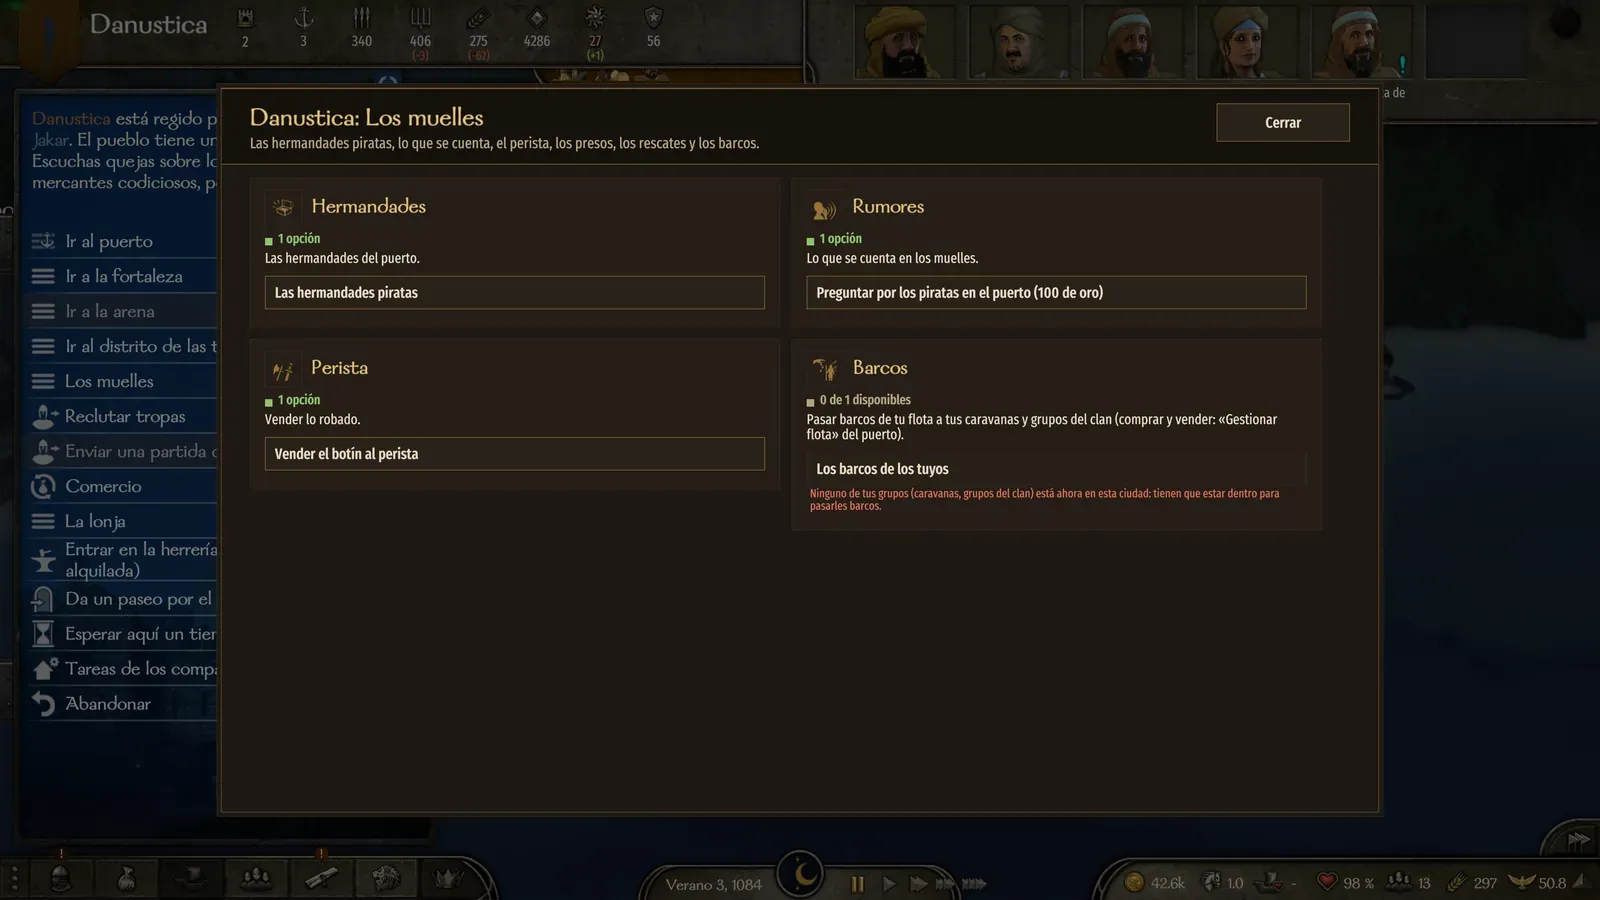 Danustica
2
3
340
406
(-3)
275
(-62)
4286
27
(+1)
56
Danustica está regido p
Jakar. El pueblo tiene un
Escuchas quejas sobre lo
mercantes codiciosos, p
Ir al puerto
Ir a la fortaleza
Ir a la arena
Ir al distrito de las t
Los muelles
Reclutar tropas
Enviar una partida
Comercio
La lonja
Entrar en la herrería
alquilada)
Da un paseo por el
Esperar aquí un tier
Tareas de los compa
Abandonar
a de
Danustica: Los muelles
Las hermandades piratas, lo que se cuenta, el perista, los presos, los rescates y los barcos.
Cerrar
Hermandades
1 opción
Las hermandades del puerto.
Las hermandades piratas
Rumores
1 opción
Lo que se cuenta en los muelles.
Preguntar por los piratas en el puerto (100 de oro)
Perista
1 opción
Vender lo robado.
Vender el botín al perista
Barcos
0 de 1 disponibles
Pasar barcos de tu flota a tus caravanas y grupos del clan (comprar y vender: «Gestionar
flota» del puerto).
Los barcos de los tuyos
Ninguno de tus grupos (caravanas, grupos del clan) está ahora en esta ciudad: tienen que estar dentro para
pasarles barcos.
Verano 3, 1084
42.6k
1.0
-
98 %
13
297
50.8